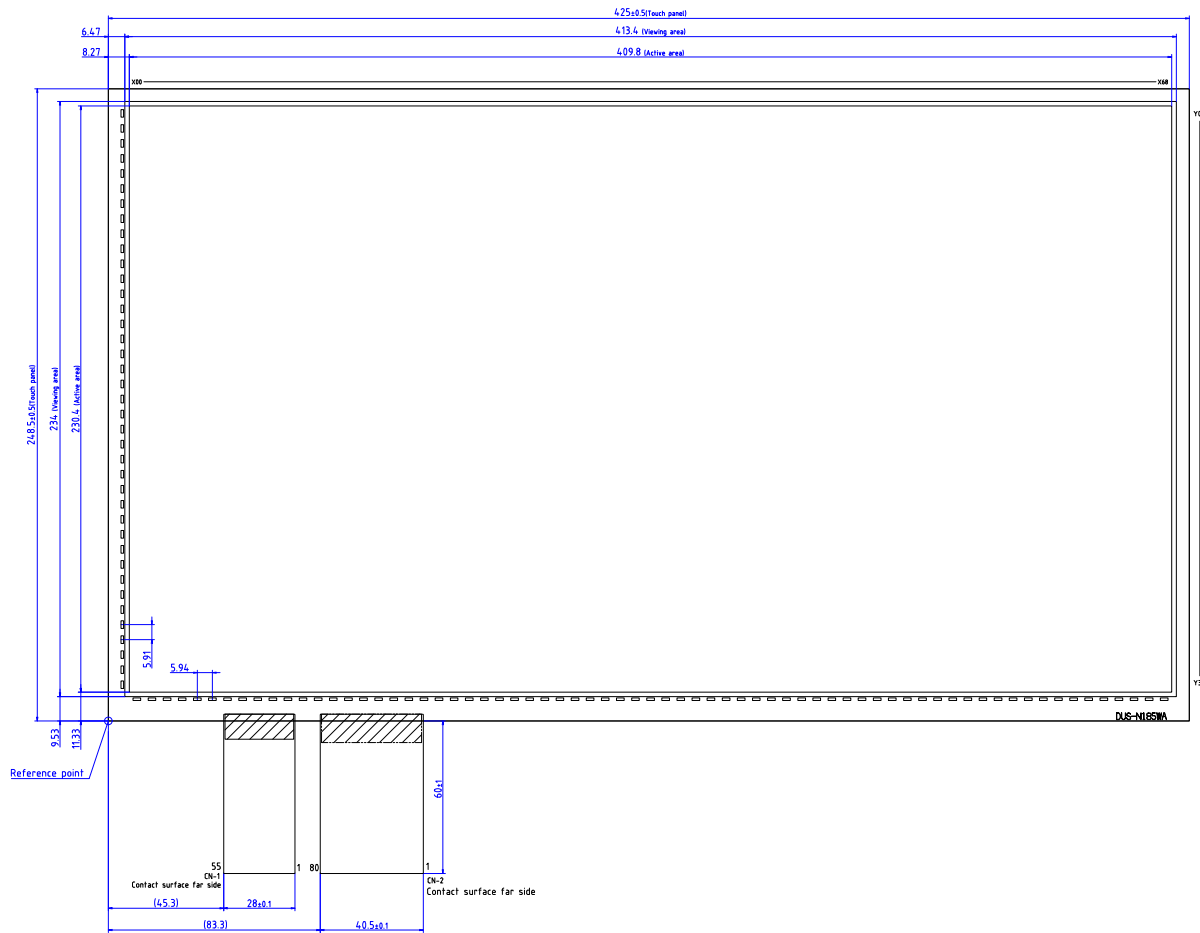 425±0.5(Touch panel)
6.47
413.4 (Viewing area)
8.27
409.8 (Active area)
X00
X68
248.5±0.5(Touch panel)
234 (Viewing area)
230.4 (Active area)
5.91
5.94
9.53
11.33
DUS-N185WA
Reference point
60±1
55
1
80
1
CN-1
Contact surface far side
CN-2
Contact surface far side
(45.3)
28±0.1
(83.3)
40.5±0.1